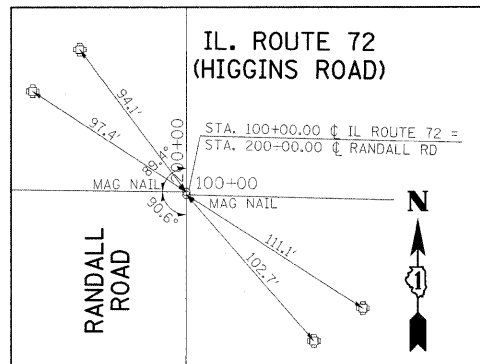 IL. ROUTE 72
(HIGGINS ROAD)
94.1'
97.4'
STA. 100+00.00 ℄ IL ROUTE 72 =
STA. 200+00.00 ℄ RANDALL RD
89.4°
200+00
MAG NAIL
100+00
MAG NAIL
90.6°
N
1
RANDALL
ROAD
111.1'
102.7'